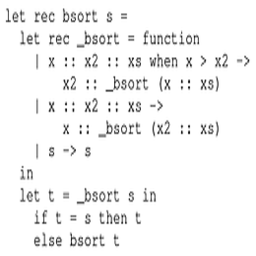 let rec bsort s =
  let rec _bsort = function
    | x :: x2 :: xs when x > x2 ->
        x2 :: _bsort (x :: xs)
    | x :: x2 :: xs ->
        x :: _bsort (x2 :: xs)
    | s -> s
  in
  let t = _bsort s in
    if t = s then t
    else bsort t